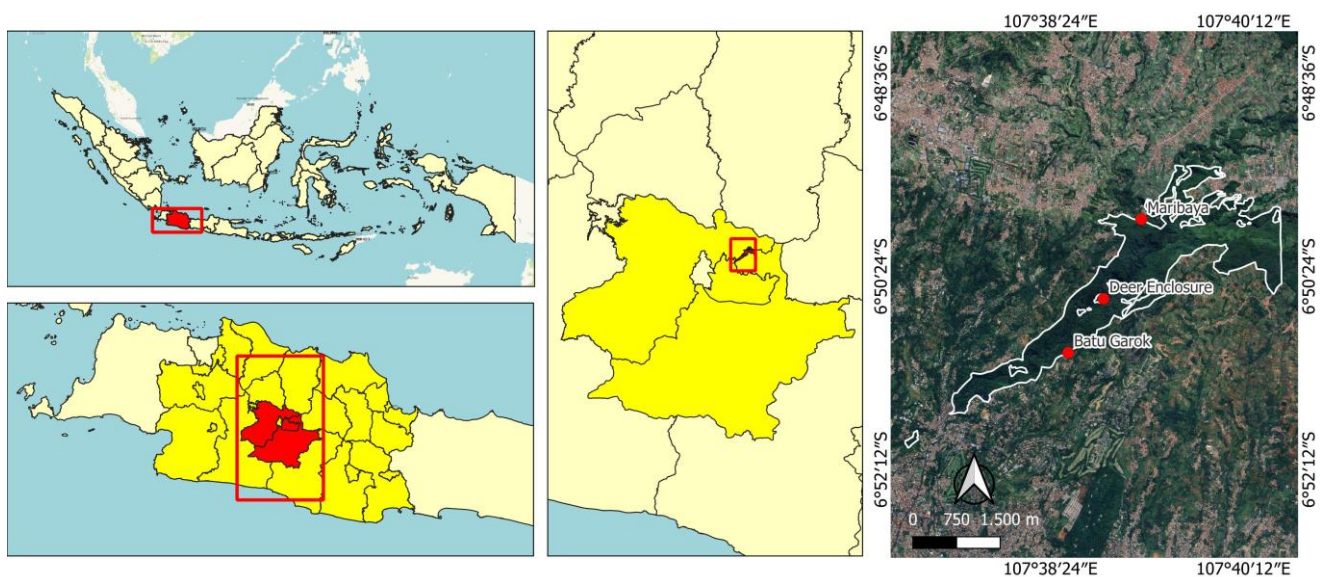 107°38′24″E 107°40′12″E
6°48′36″S 6°48′36″S
Maribaya
6°50′24″S 6°50′24″S
Deer Enclosure
Batu Garok
6°52′12″S 6°52′12″S
0 750 1.500 m
107°38′24″E 107°40′12″E